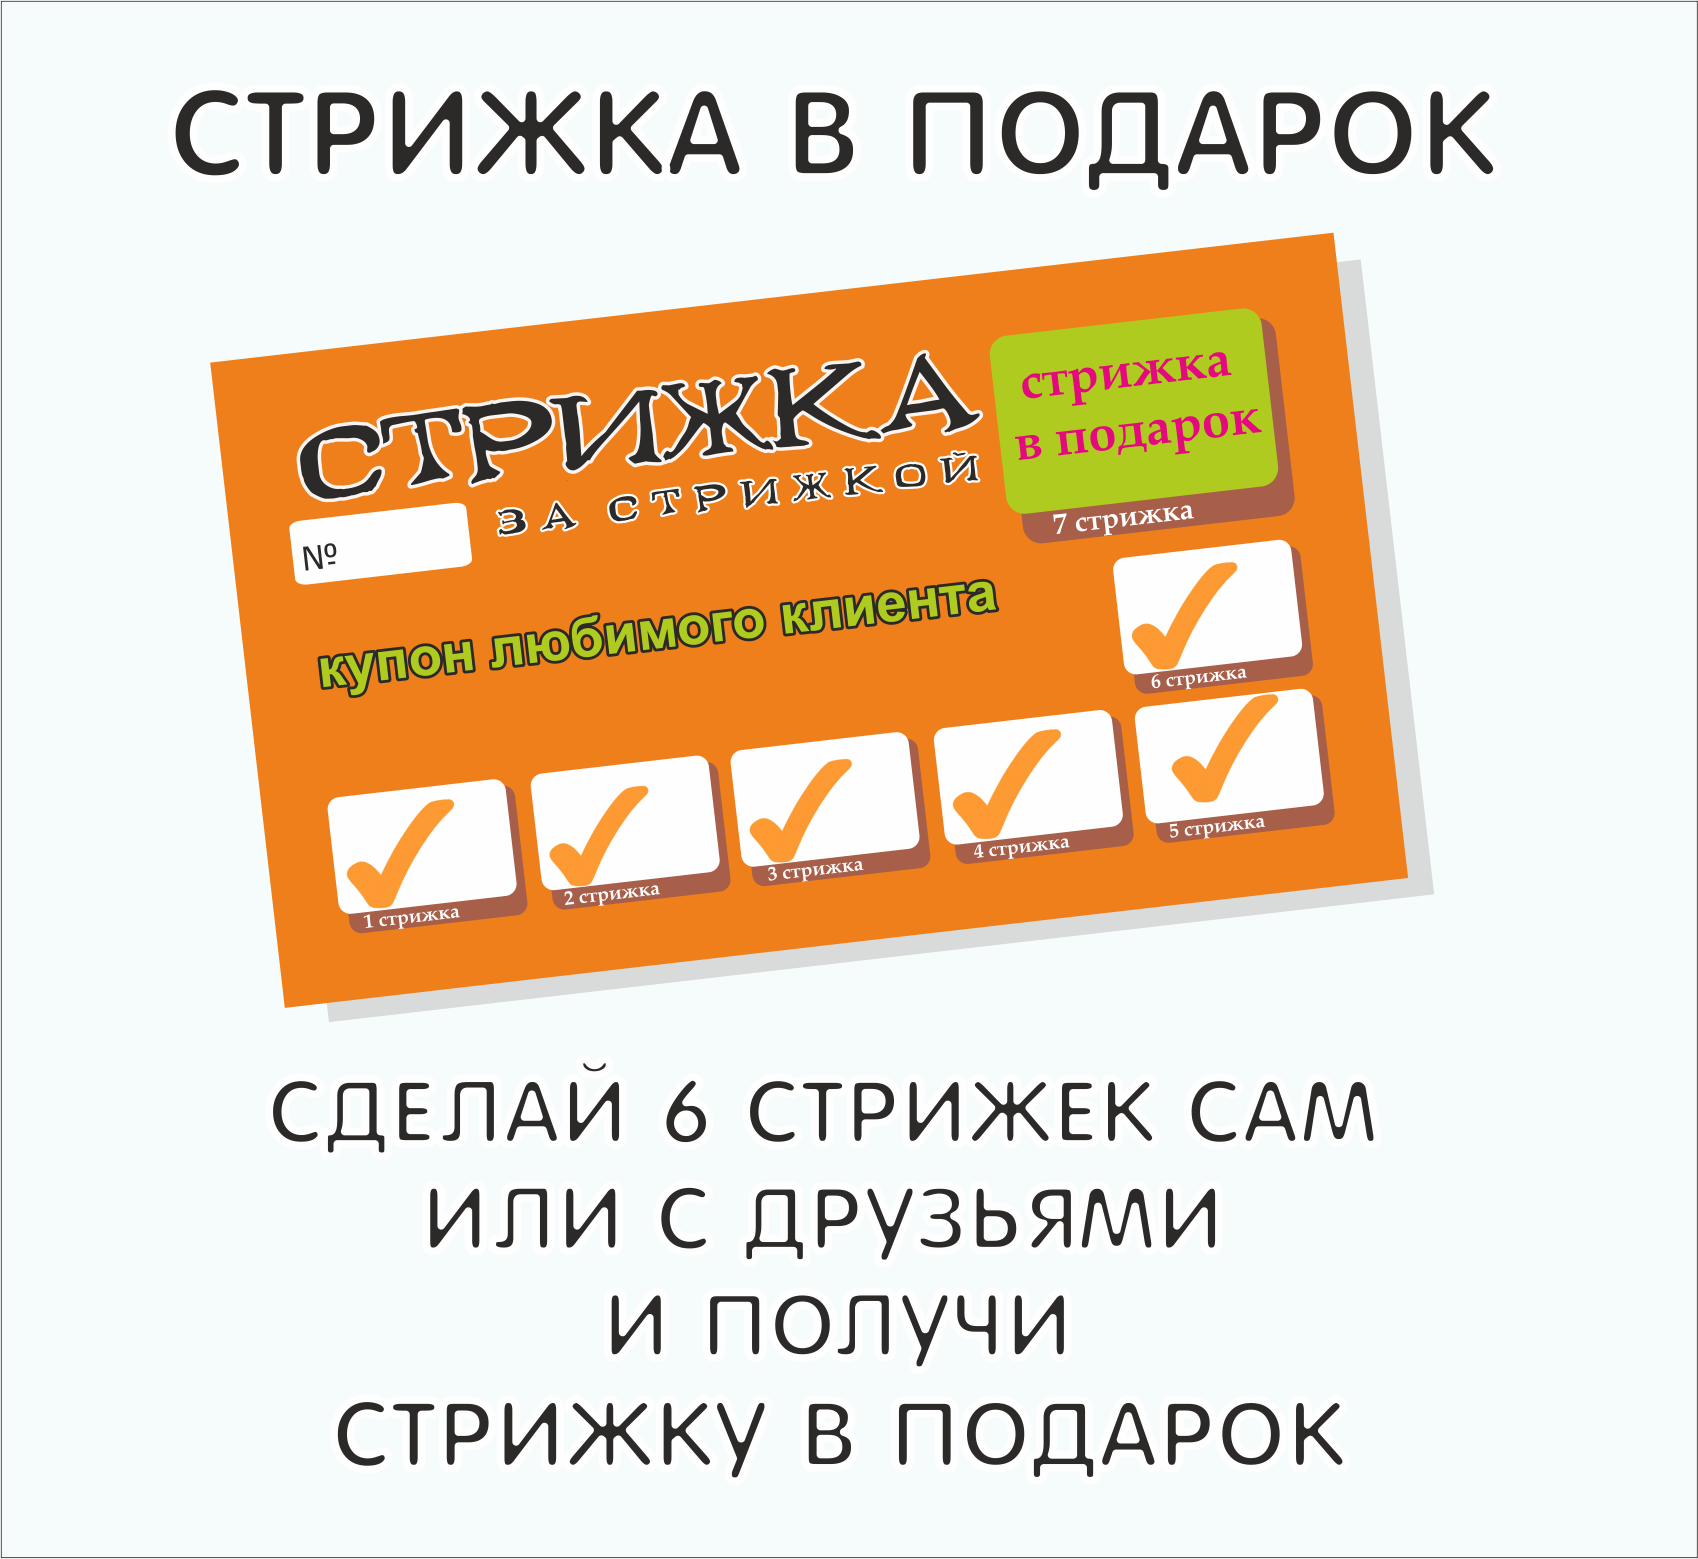 СТРИЖКА В ПОДАРОК
СТРИЖКА
ЗА СТРИЖКОЙ
стрижка
в подарок
7 стрижка
№
купон любимого клиента
6 стрижка
1 стрижка
2 стрижка
3 стрижка
4 стрижка
5 стрижка
СДЕЛАЙ 6 СТРИЖЕК САМ
ИЛИ С ДРУЗЬЯМИ
И ПОЛУЧИ
СТРИЖКУ В ПОДАРОК